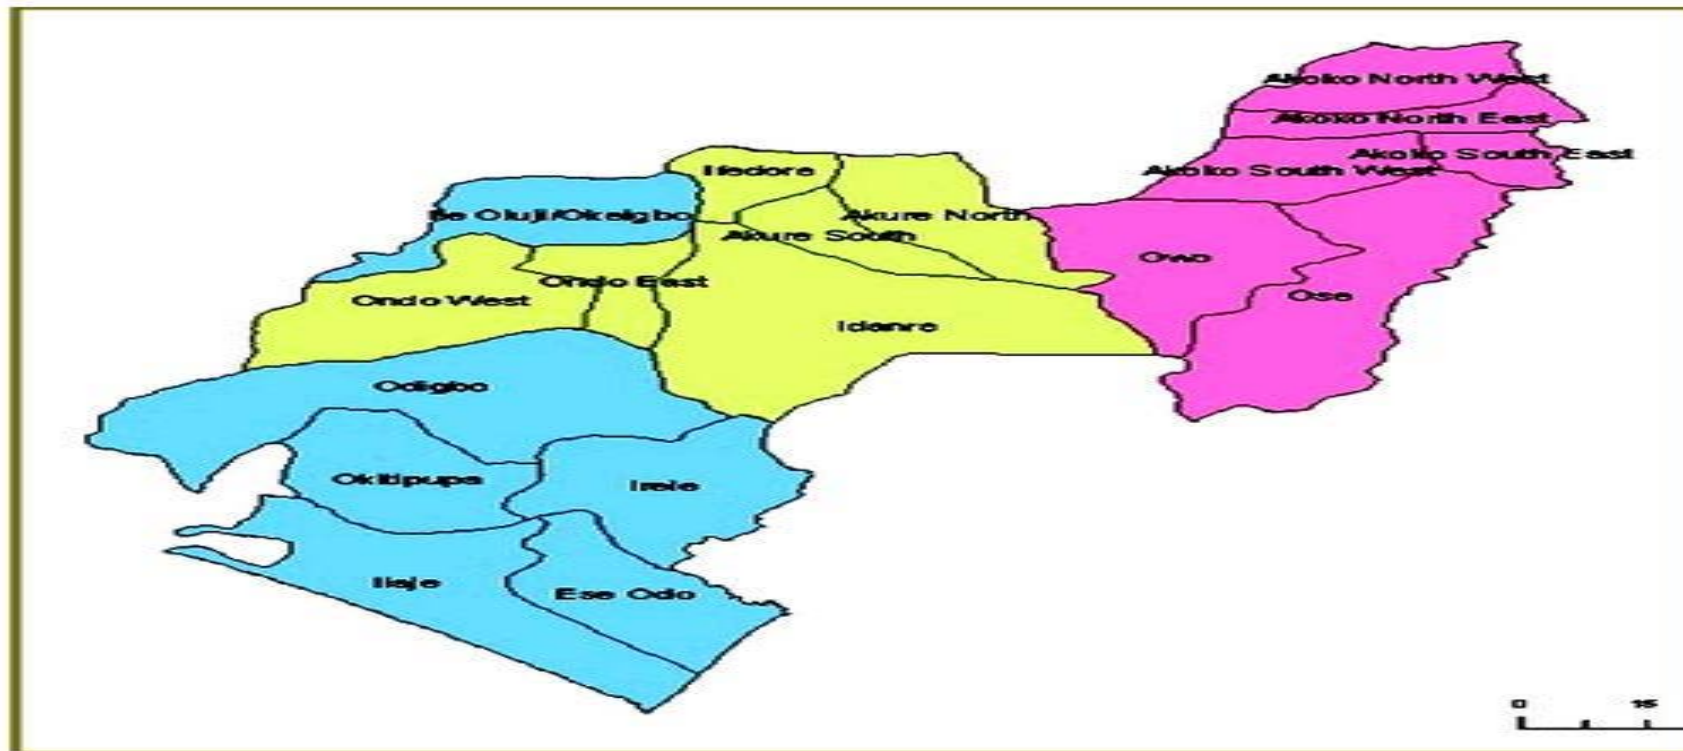 Akoko North West
Akoko North East
Akoko South East
Akoko South West
Ifedore
Ile Oluji/Okeigbo
Akure North
Akure South
Owo
Ondo East
Ondo West
Ose
Idanre
Odigbo
Okitipupa
Irele
Ilaje
Ese Odo
0 15